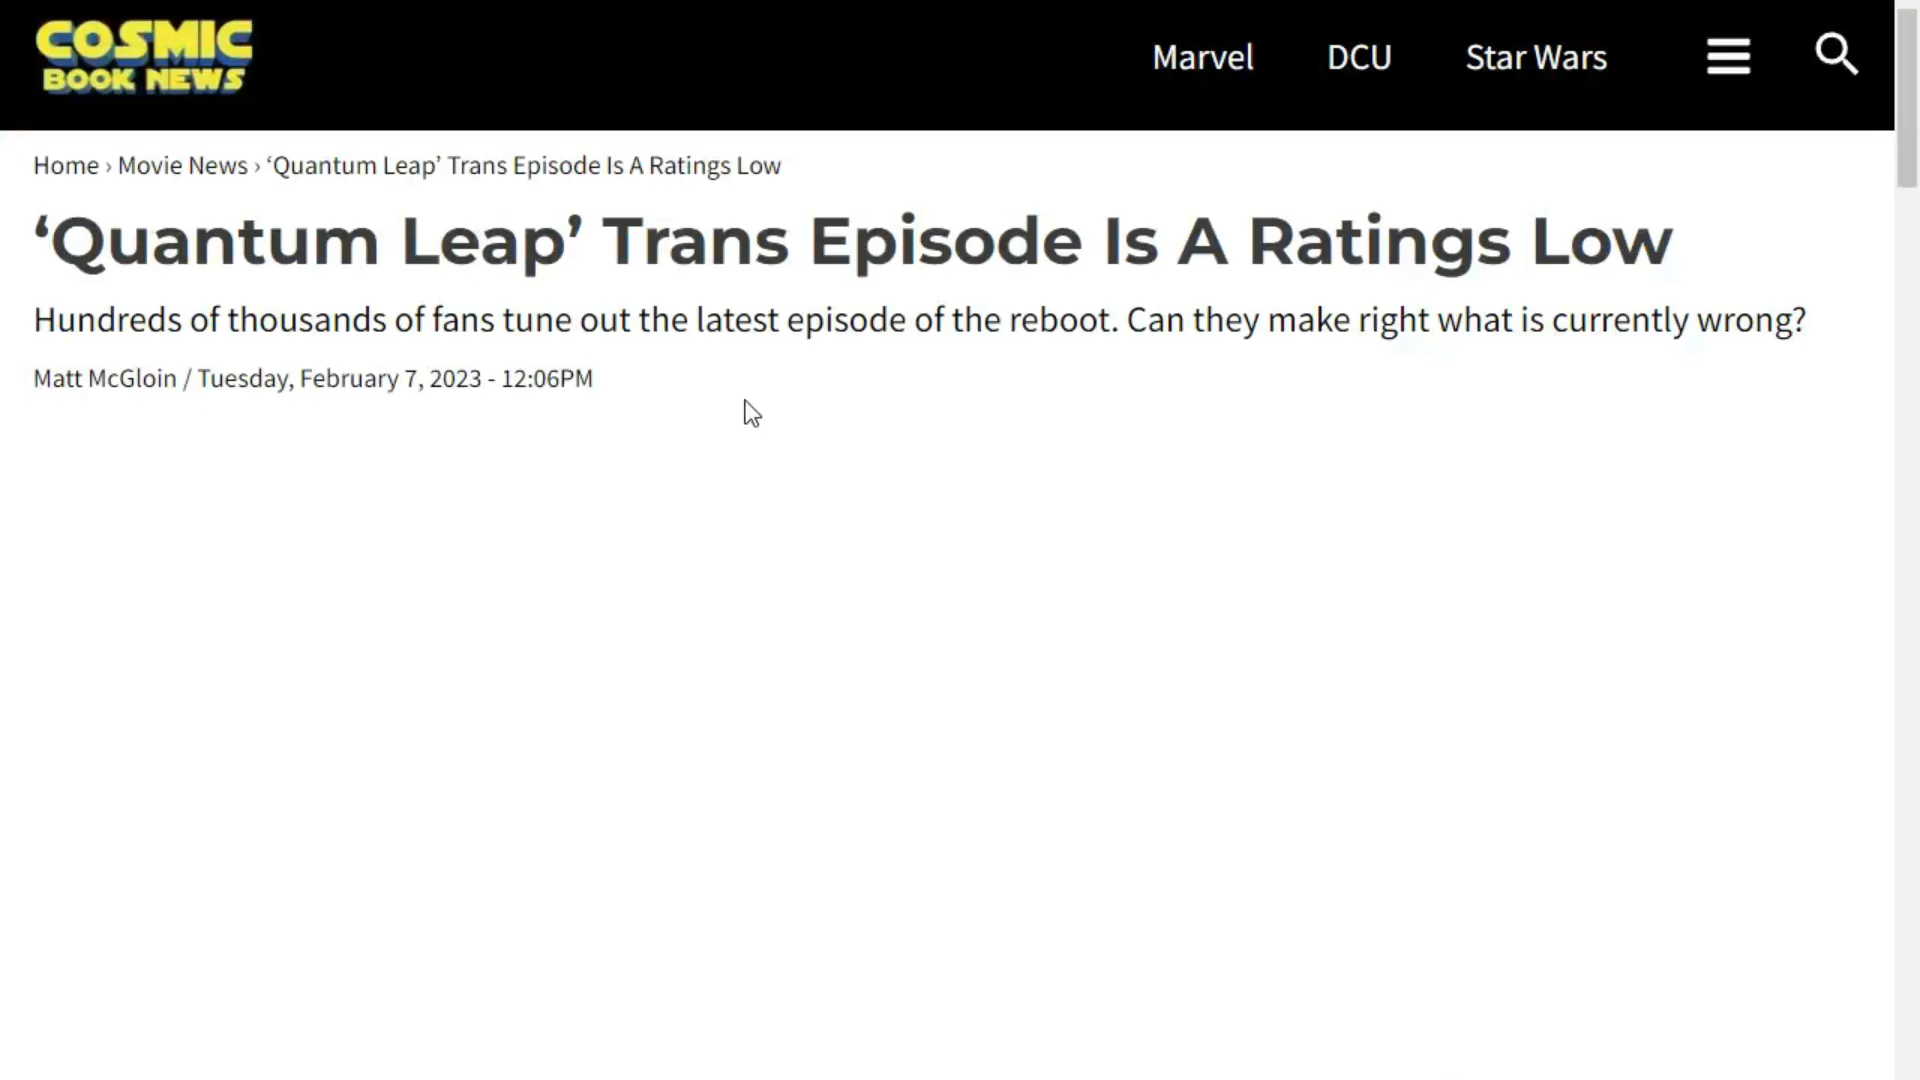 COSMIC
BOOK NEWS
Marvel DCU Star Wars
Home › Movie News › ‘Quantum Leap’ Trans Episode Is A Ratings Low
‘Quantum Leap’ Trans Episode Is A Ratings Low
Hundreds of thousands of fans tune out the latest episode of the reboot. Can they make right what is currently wrong?
Matt McGloin / Tuesday, February 7, 2023 - 12:06PM